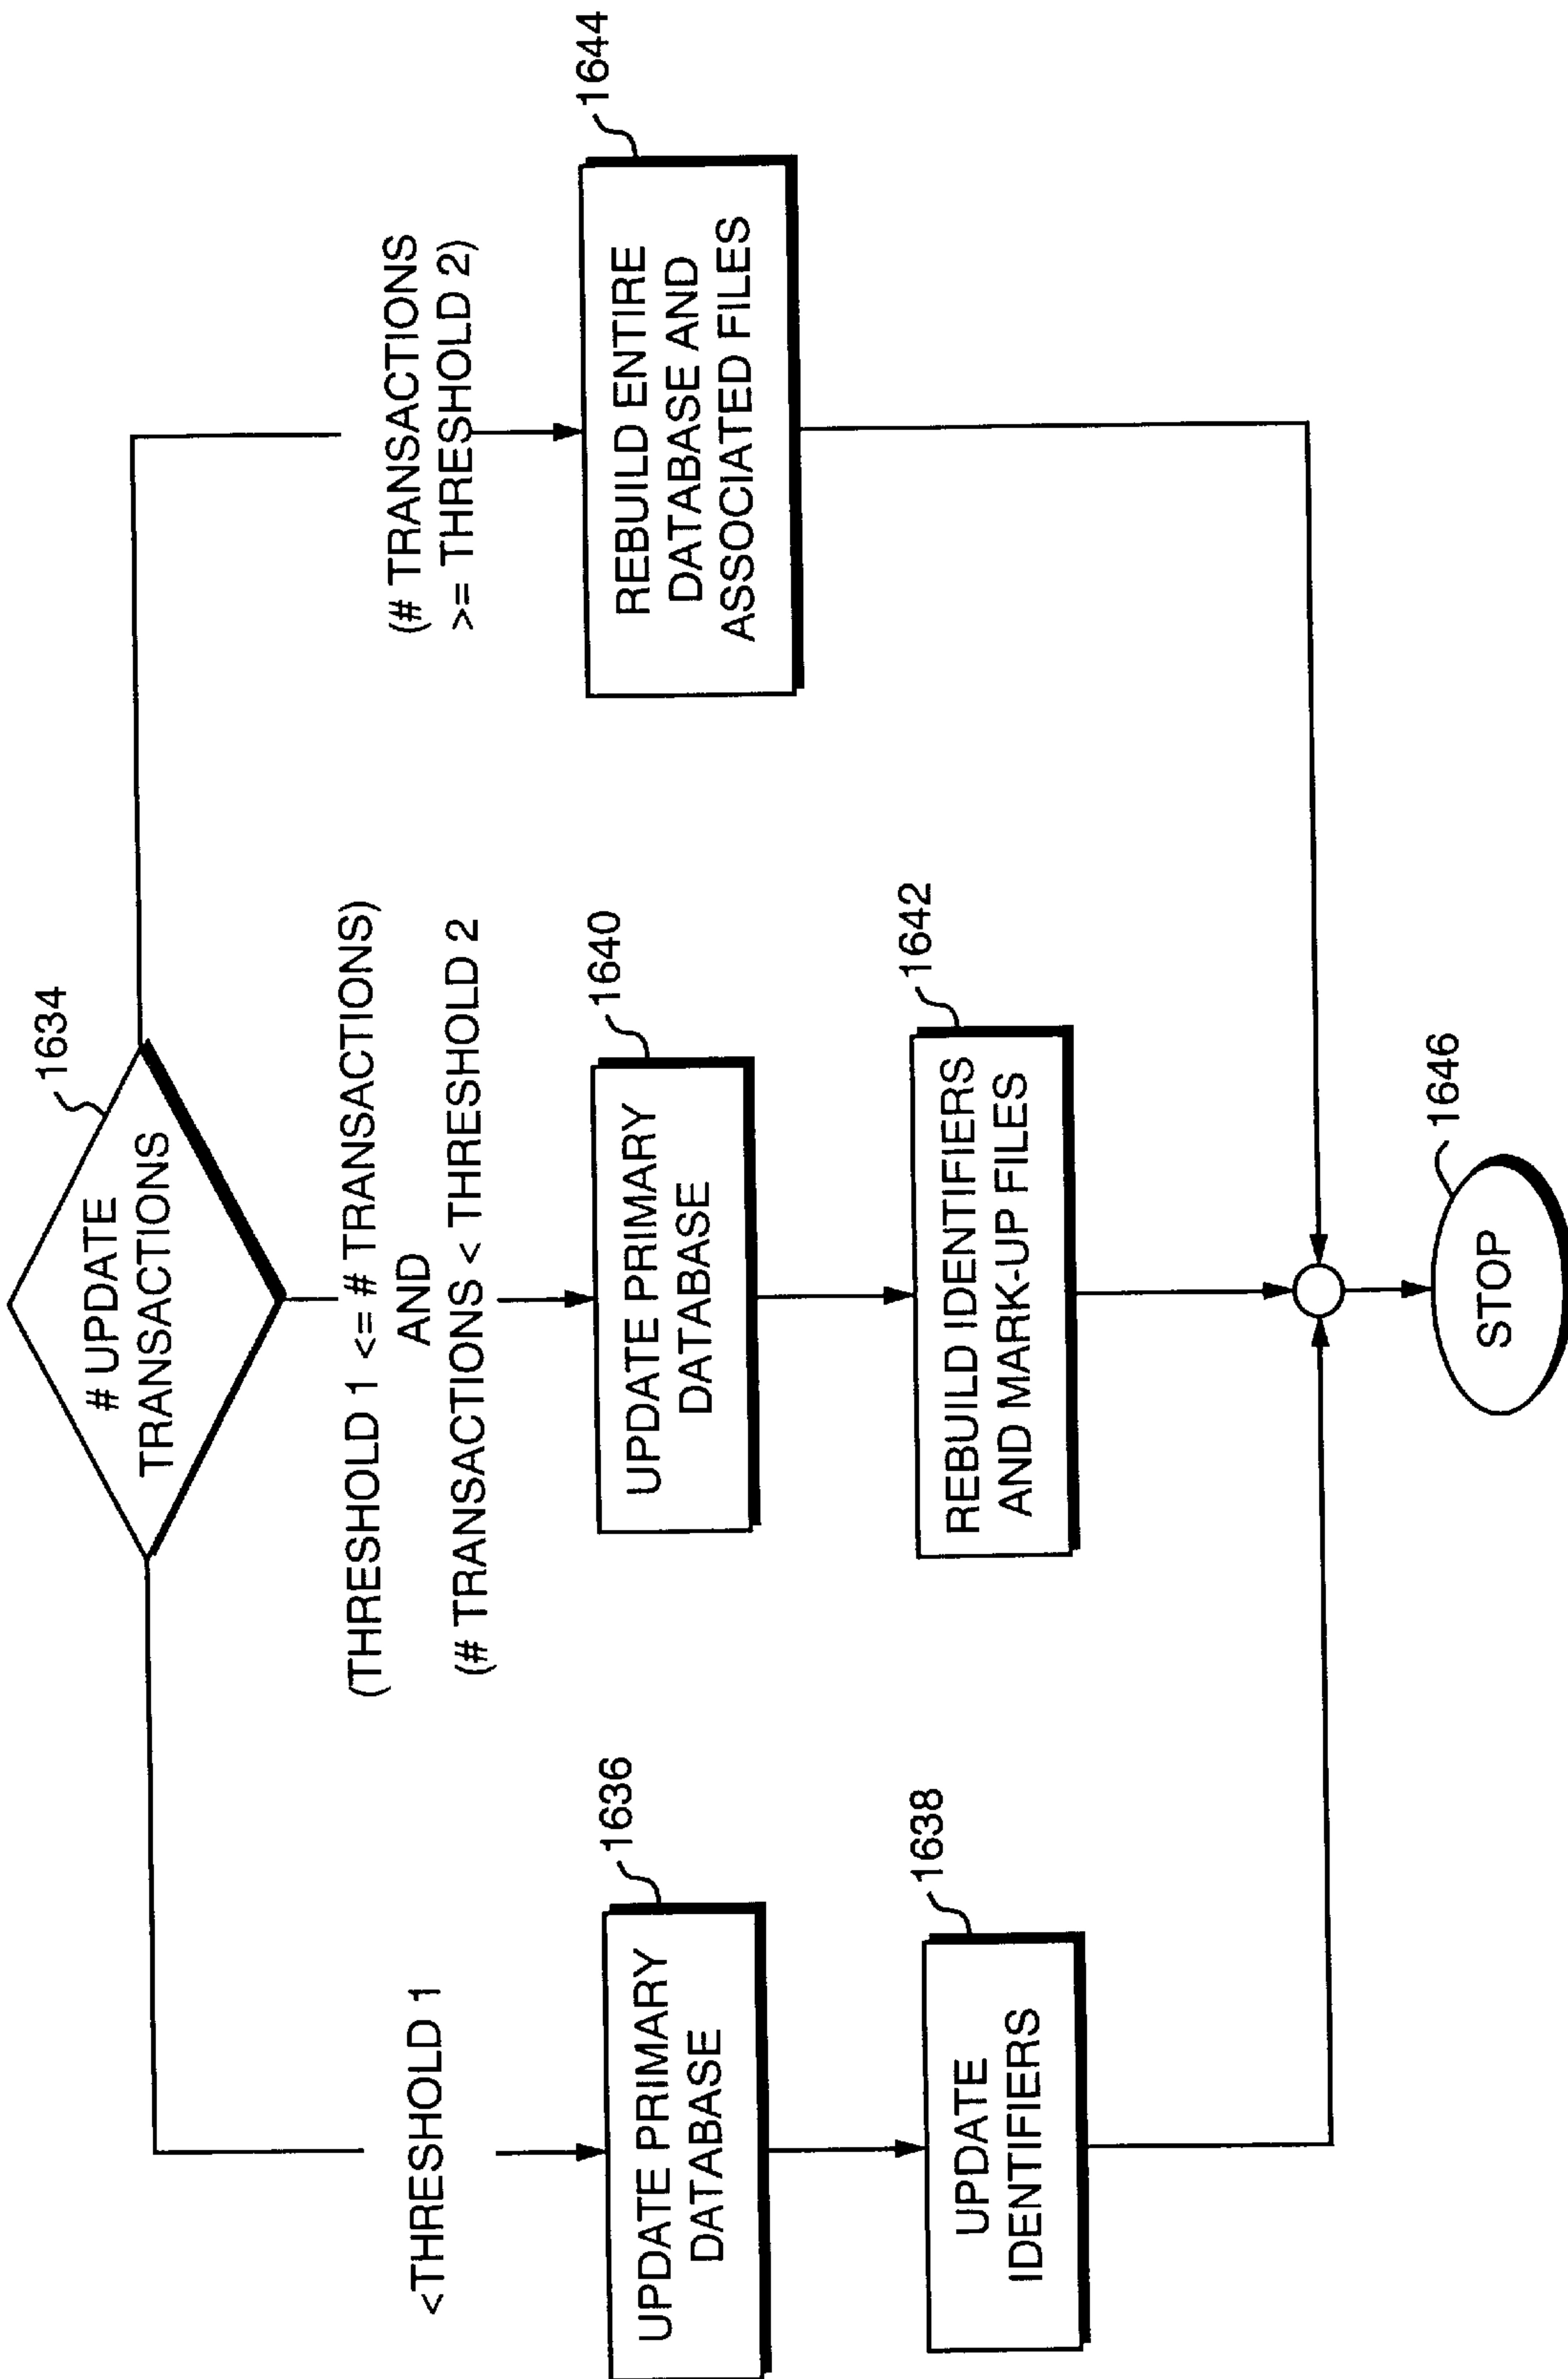 1634
# UPDATE
TRANSACTIONS
<THRESHOLD 1
(THRESHOLD 1 <= # TRANSACTIONS)
AND
(# TRANSACTIONS < THRESHOLD 2
(# TRANSACTIONS
>= THRESHOLD 2)
1636
UPDATE PRIMARY
DATABASE
1640
UPDATE PRIMARY
DATABASE
1644
REBUILD ENTIRE
DATABASE AND
ASSOCIATED FILES
1638
UPDATE
IDENTIFIERS
1642
REBUILD IDENTIFIERS
AND MARK-UP FILES
1646
STOP